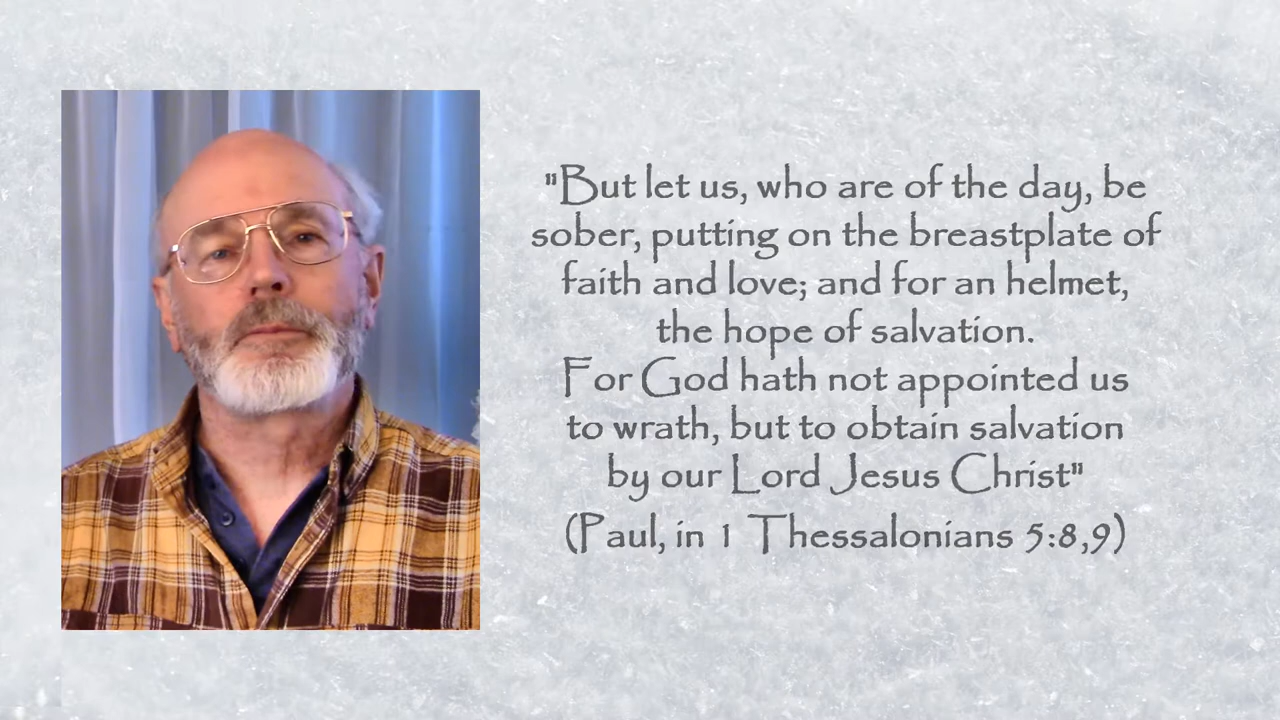 "But let us, who are of the day, be
sober, putting on the breastplate of
faith and love; and for an helmet,
the hope of salvation.
For God hath not appointed us
to wrath, but to obtain salvation
by our Lord Jesus Christ"
(Paul, in 1 Thessalonians 5:8,9)